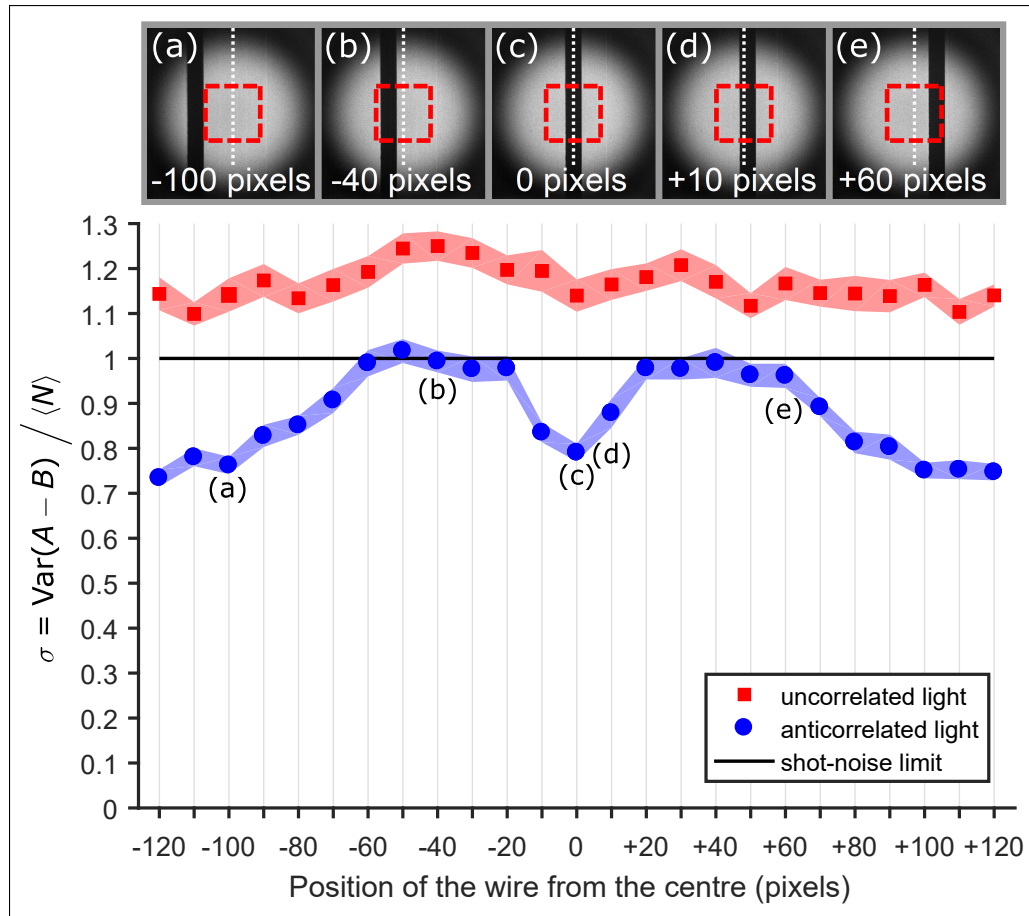 (a) (b) (c) (d) (e)
-100 pixels -40 pixels 0 pixels +10 pixels +60 pixels
σ = Var(A − B) / ⟨N⟩
1.3
1.2
1.1
1
0.9
0.8
0.7
0.6
0.5
0.4
0.3
0.2
0.1
0
(a)
(b)
(c)
(d)
(e)
uncorrelated light
anticorrelated light
shot-noise limit
-120 -100 -80 -60 -40 -20 0 +20 +40 +60 +80 +100 +120
Position of the wire from the centre (pixels)